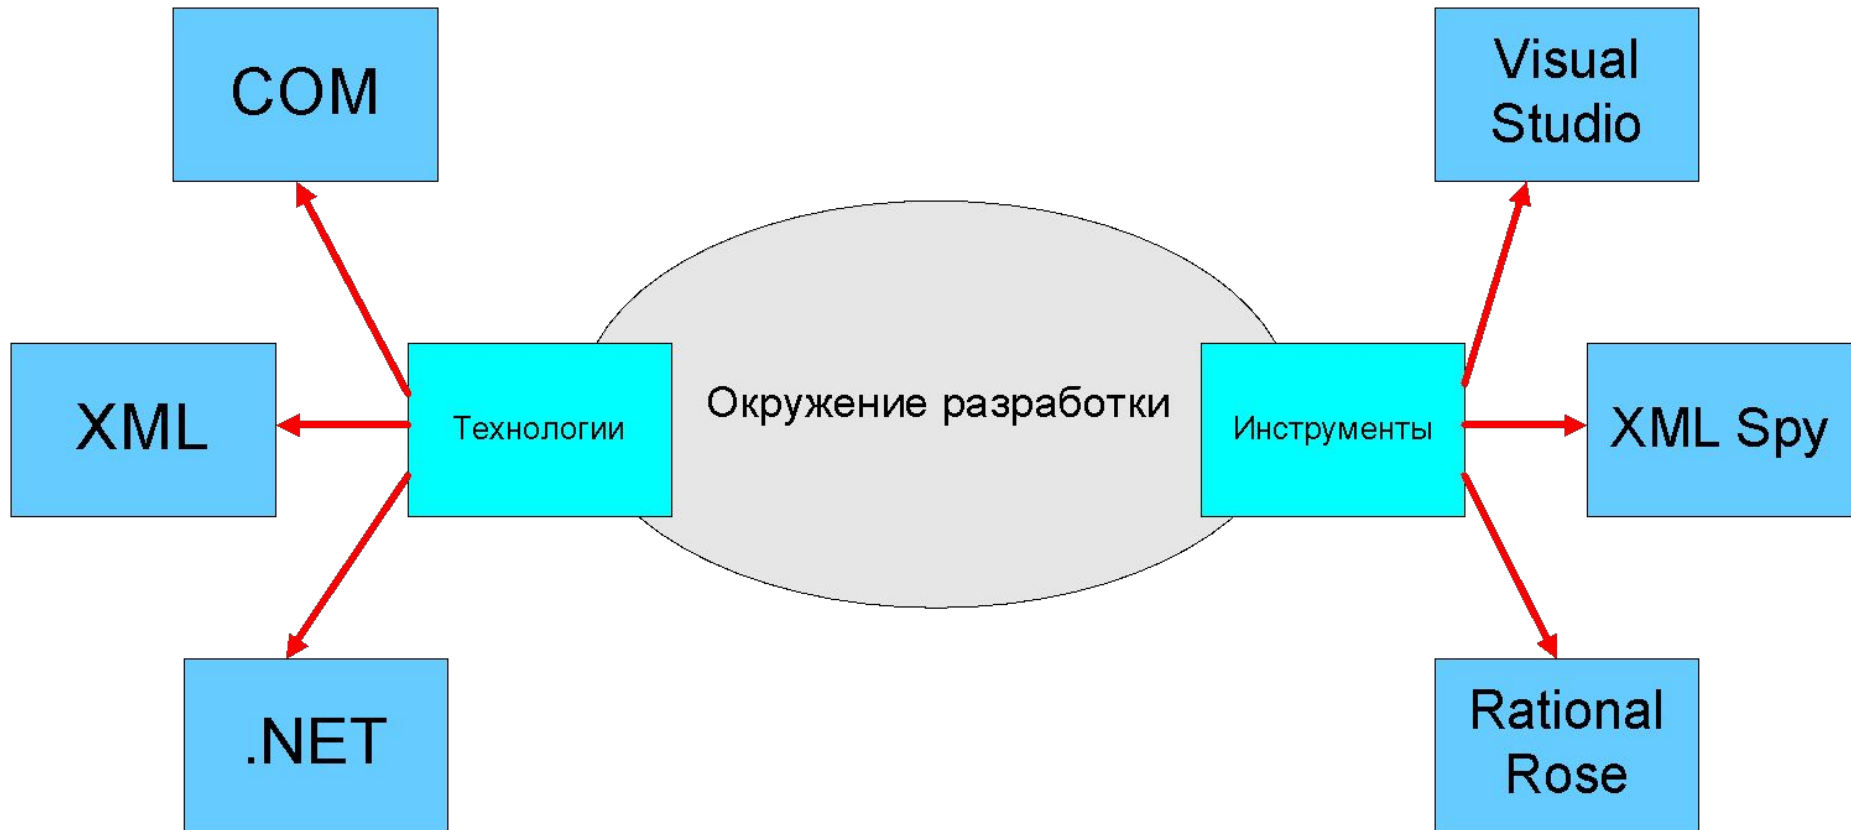 COM
Visual
Studio
Окружение разработки
XML
Технологии
Инструменты
XML Spy
.NET
Rational
Rose